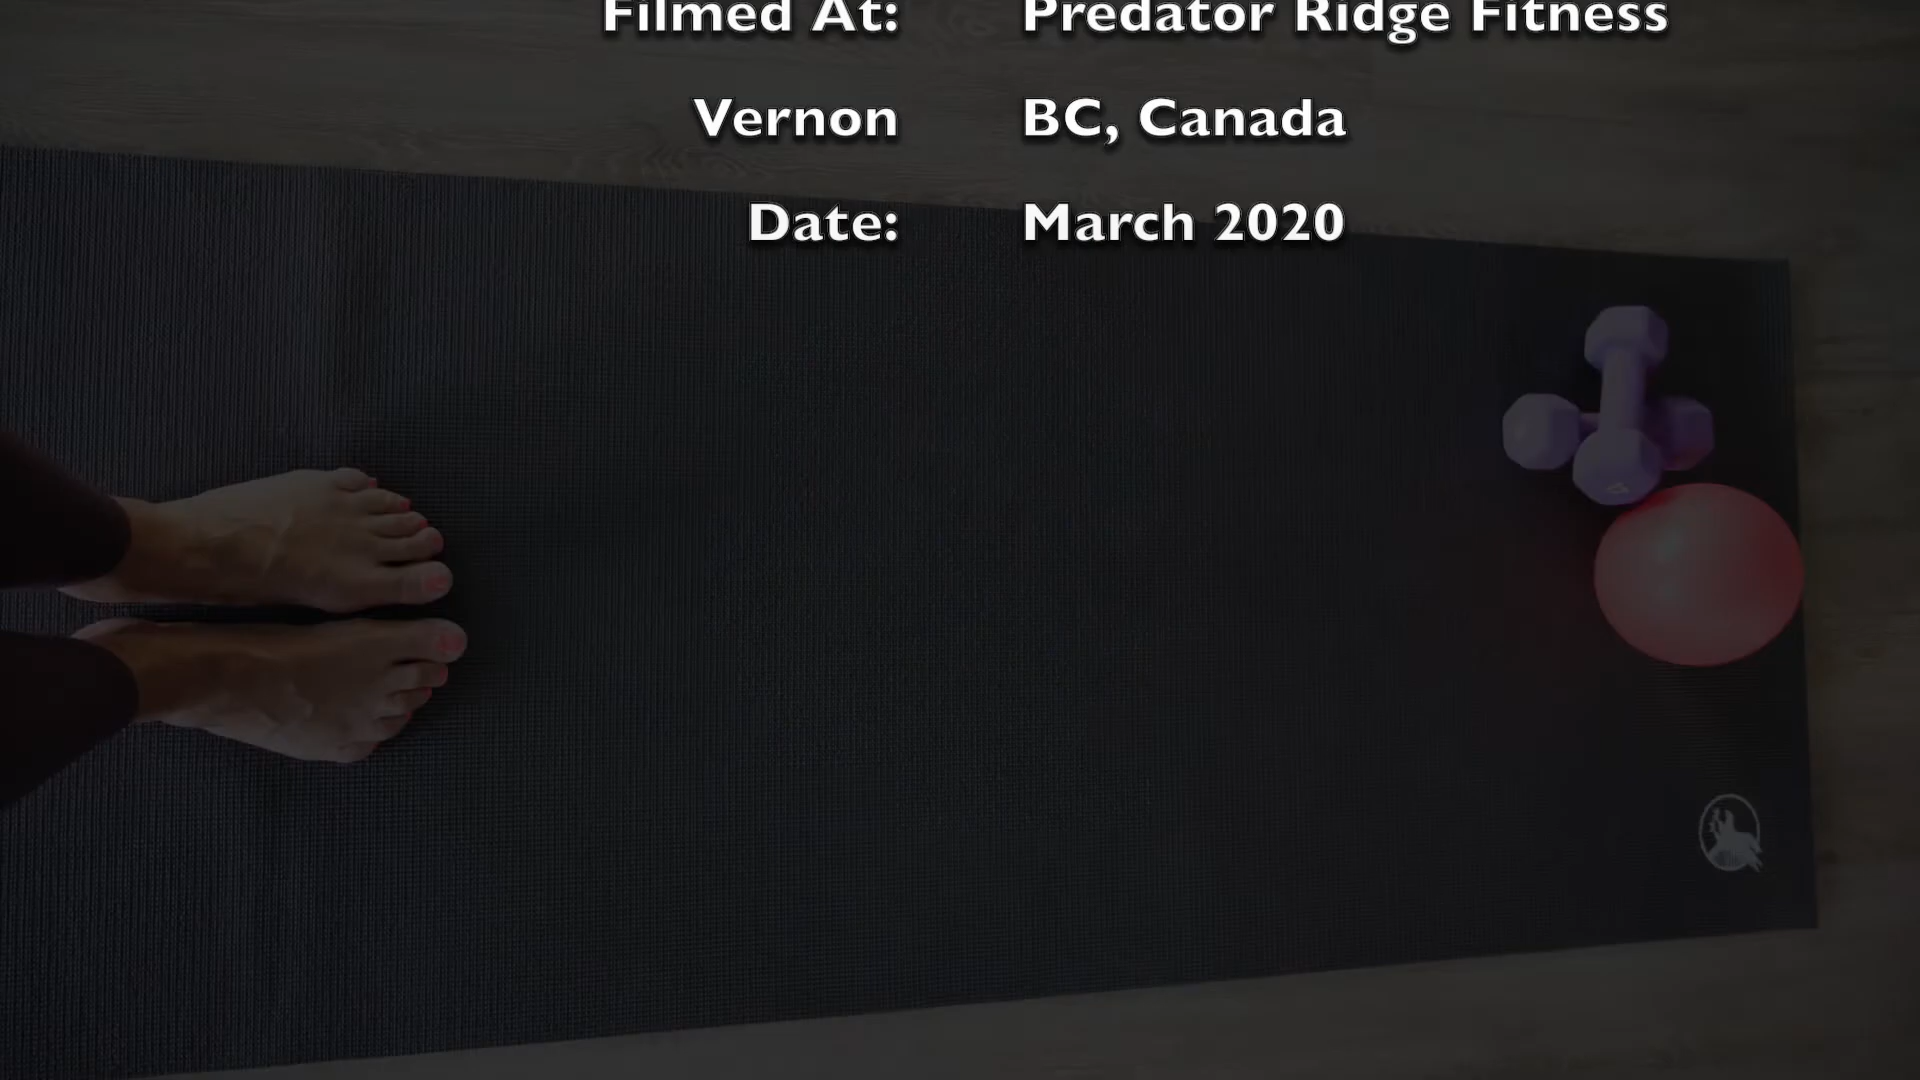 Filmed At: Predator Ridge Fitness
Vernon BC, Canada
Date: March 2020